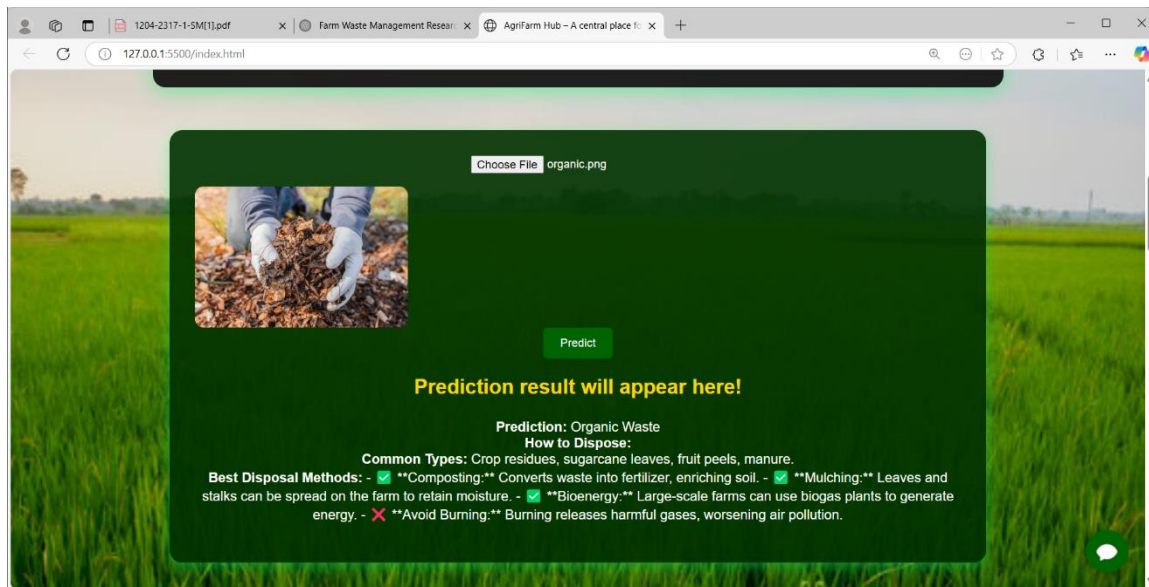 1204-2317-1-SM[1].pdf
Farm Waste Management Researc
AgriFarm Hub – A central place fo
127.0.0.1:5500/index.html
Choose File organic.png
Predict
Prediction result will appear here!
Prediction: Organic Waste
How to Dispose:
Common Types: Crop residues, sugarcane leaves, fruit peels, manure.
Best Disposal Methods: - ✅ **Composting:** Converts waste into fertilizer, enriching soil. - ✅ **Mulching:** Leaves and
stalks can be spread on the farm to retain moisture. - ✅ **Bioenergy:** Large-scale farms can use biogas plants to generate
energy. - ❌ **Avoid Burning:** Burning releases harmful gases, worsening air pollution.